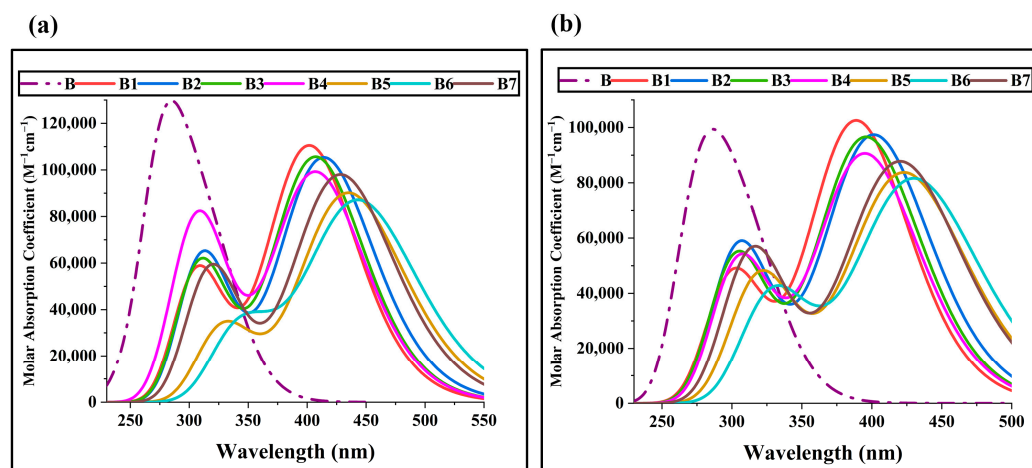 (a)
B B1 B2 B3 B4 B5 B6 B7
Molar Absorption Coefficient (M⁻¹cm⁻¹)
120,000
100,000
80,000
60,000
40,000
20,000
0
250 300 350 400 450 500 550
Wavelength (nm)
(b)
B B1 B2 B3 B4 B5 B6 B7
Molar Absorption Coefficient (M⁻¹cm⁻¹)
100,000
80,000
60,000
40,000
20,000
0
250 300 350 400 450 500
Wavelength (nm)